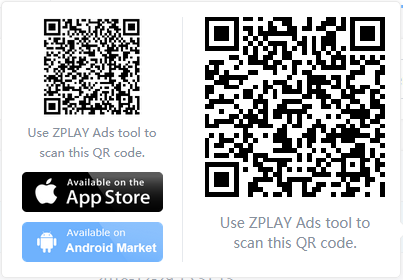 Use ZPLAY Ads tool to
scan this QR code.
Available on the
App Store
Available on
Android Market
Use ZPLAY Ads tool to
scan this QR code.